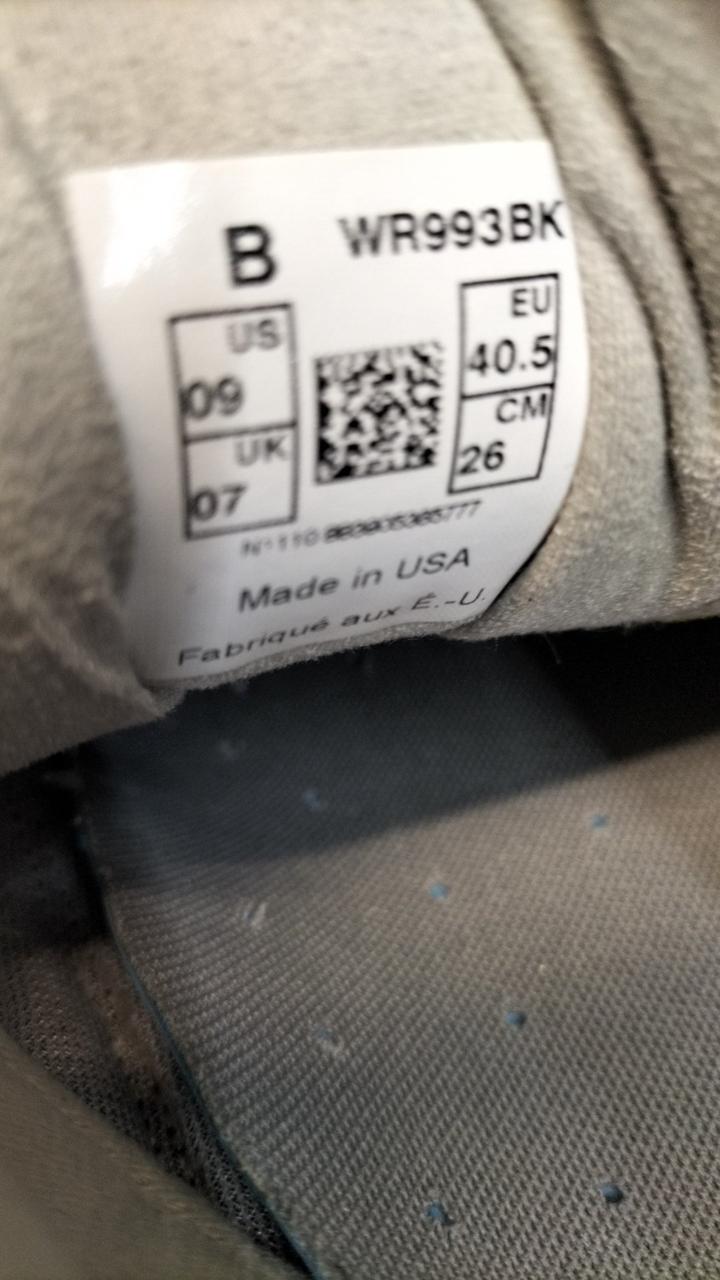 B WR993BK
US EU
09 40.5
UK CM
07 26
Made in USA
Fabriqué aux É.-U.